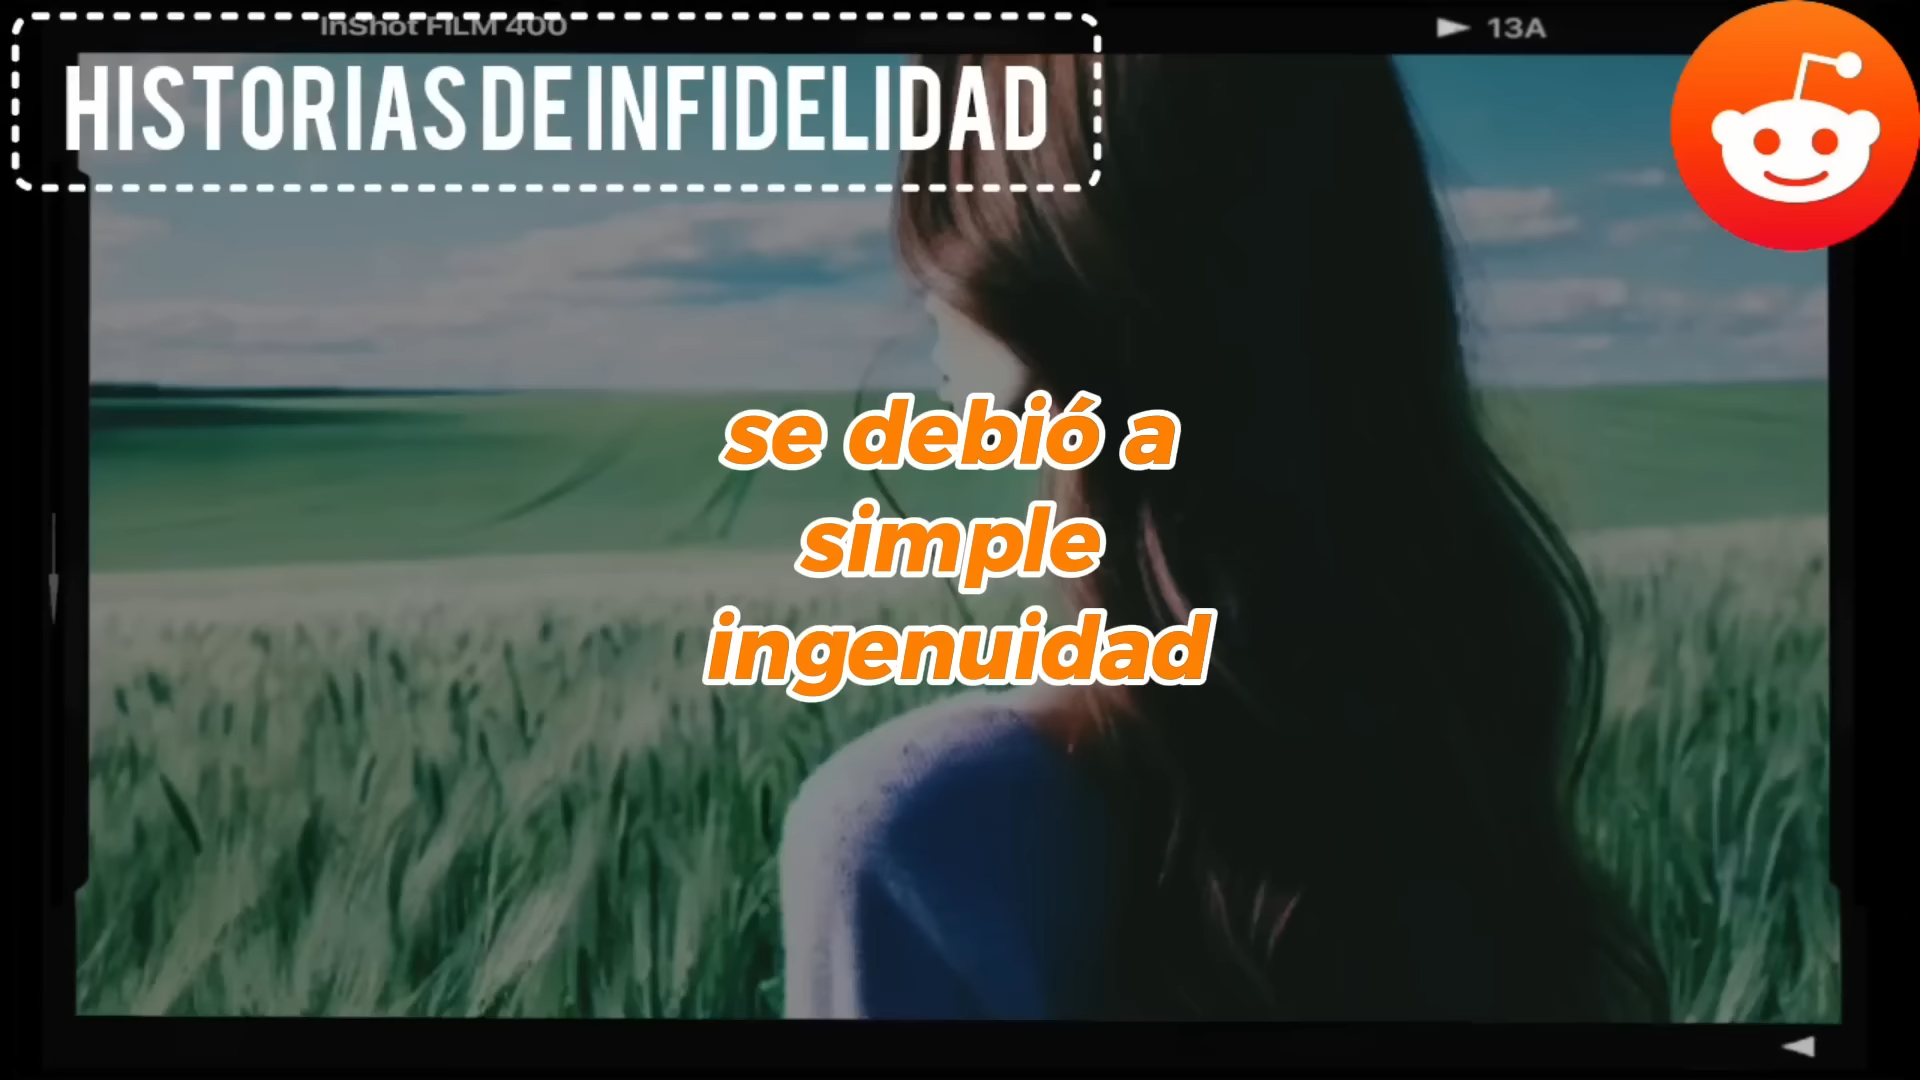 InShot FILM 400
13A
HISTORIAS DE INFIDELIDAD
se debió a
simple
ingenuidad